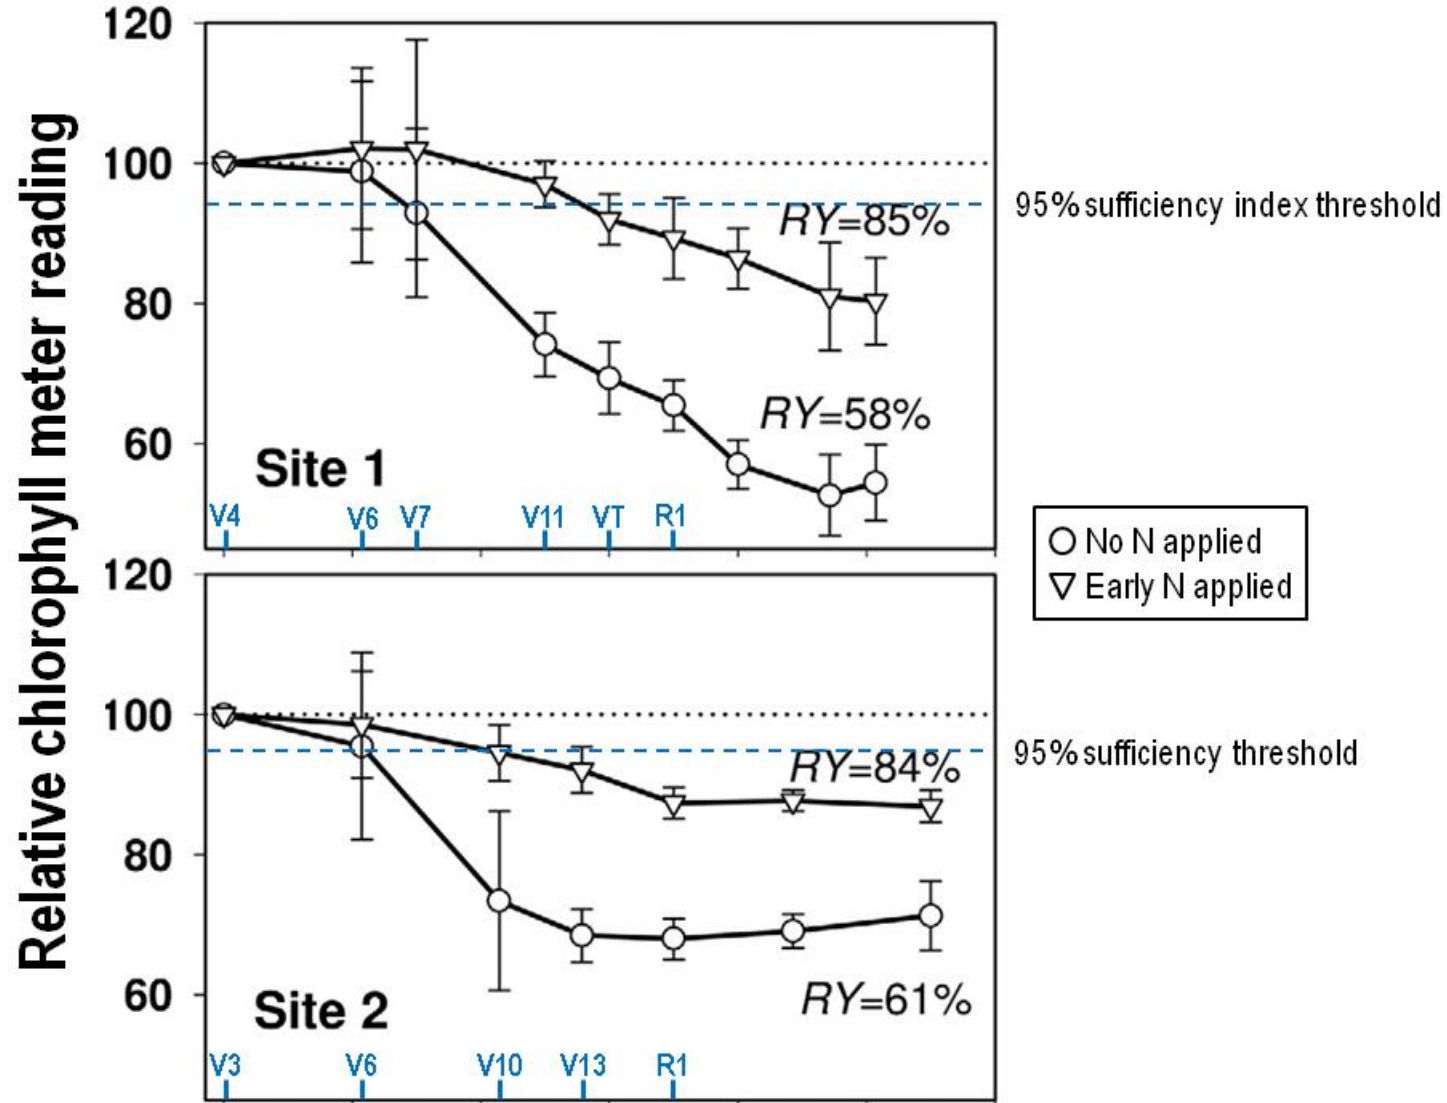 Relative chlorophyll meter reading
120
100
80
60
95% sufficiency index threshold
RY=85%
RY=58%
Site 1
V4 V6 V7 V11 VT R1
No N applied
Early N applied
120
100
80
60
95% sufficiency threshold
RY=84%
RY=61%
Site 2
V3 V6 V10 V13 R1